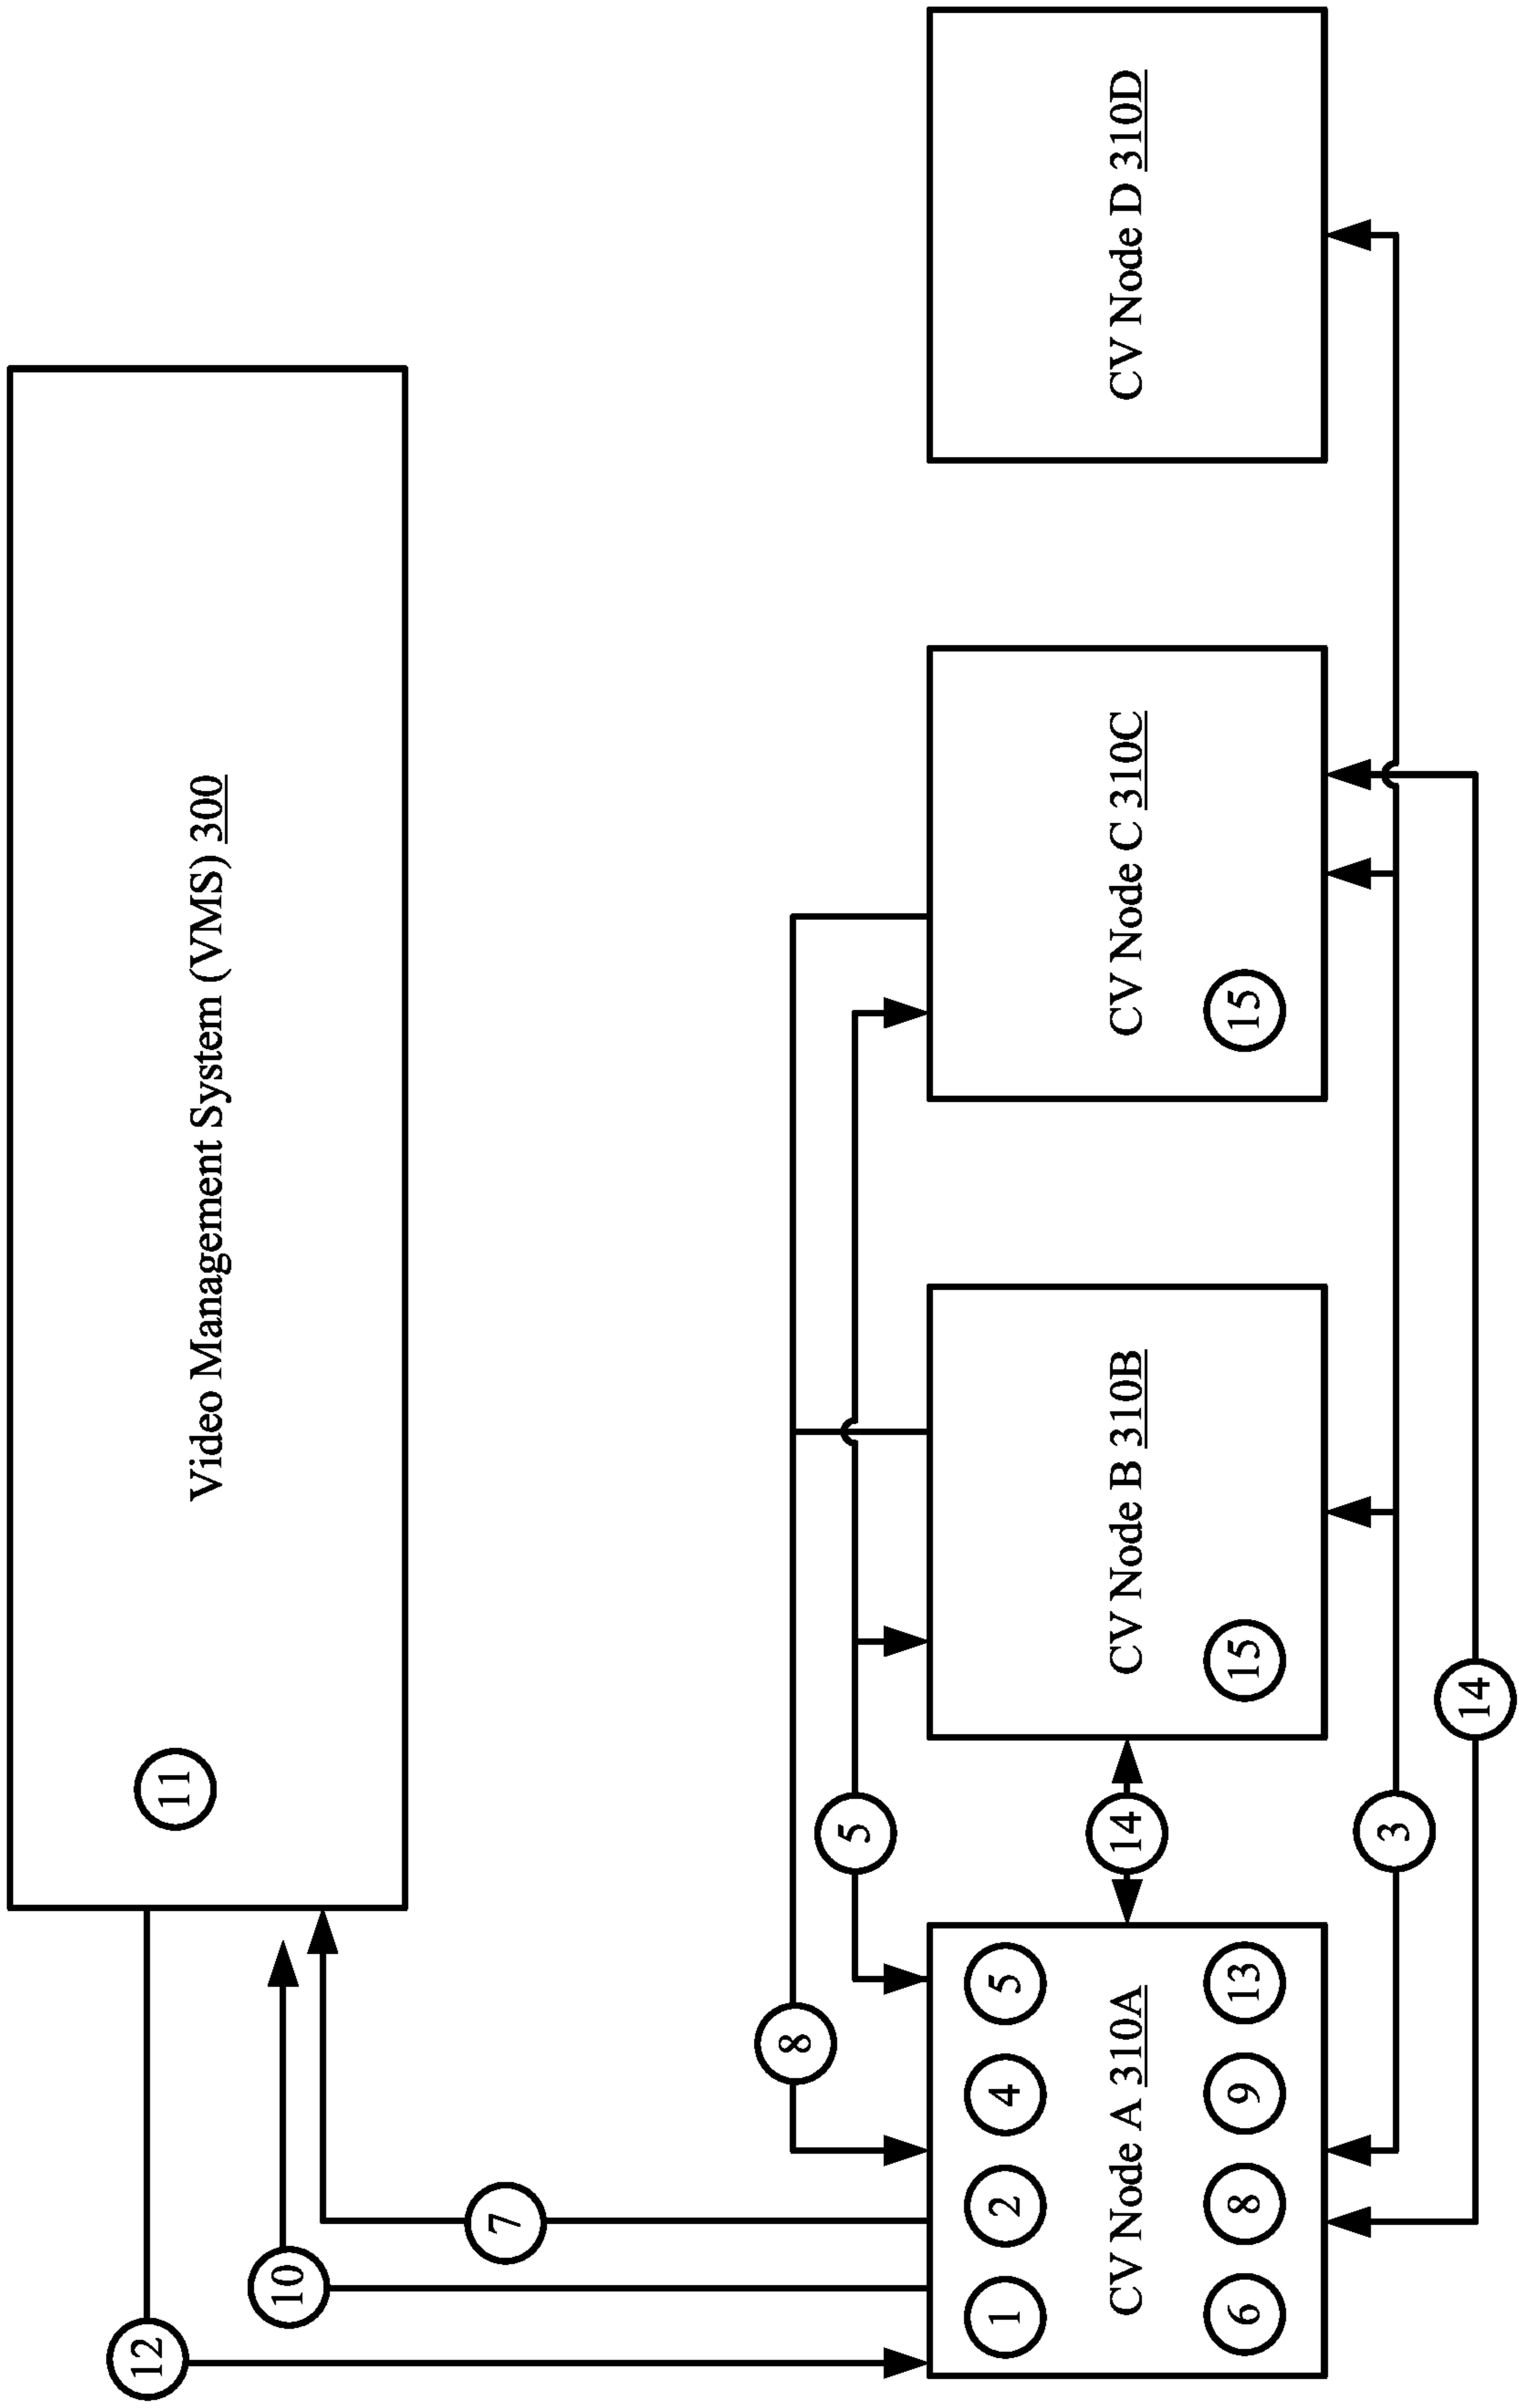 12
11
Video Management System (VMS) 300
10
7
8
5
1 2 4 5
CV Node A 310A
14
CV Node B 310B
CV Node C 310C
CV Node D 310D
6 8 9 13
15
15
3
14